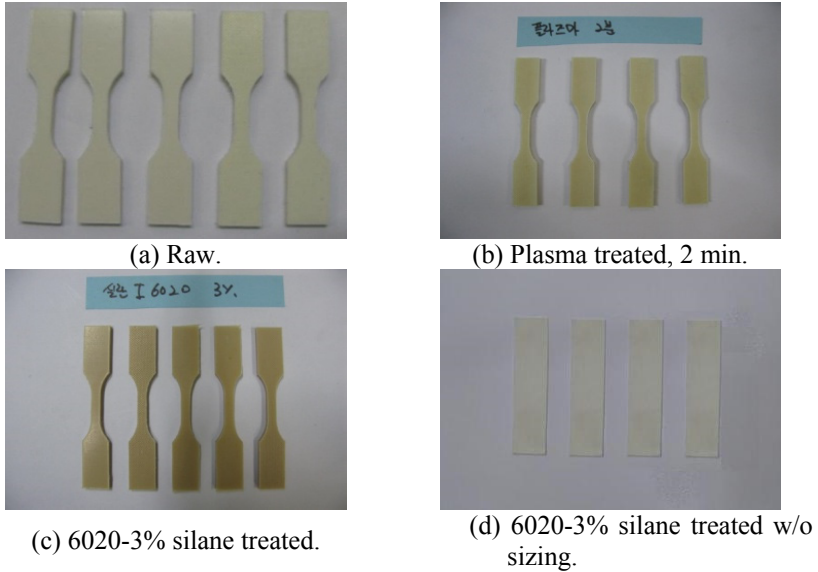 플라즈마 2분
(a) Raw.
(b) Plasma treated, 2 min.
실란 I 6020 3%
(c) 6020-3% silane treated.
(d) 6020-3% silane treated w/o
sizing.